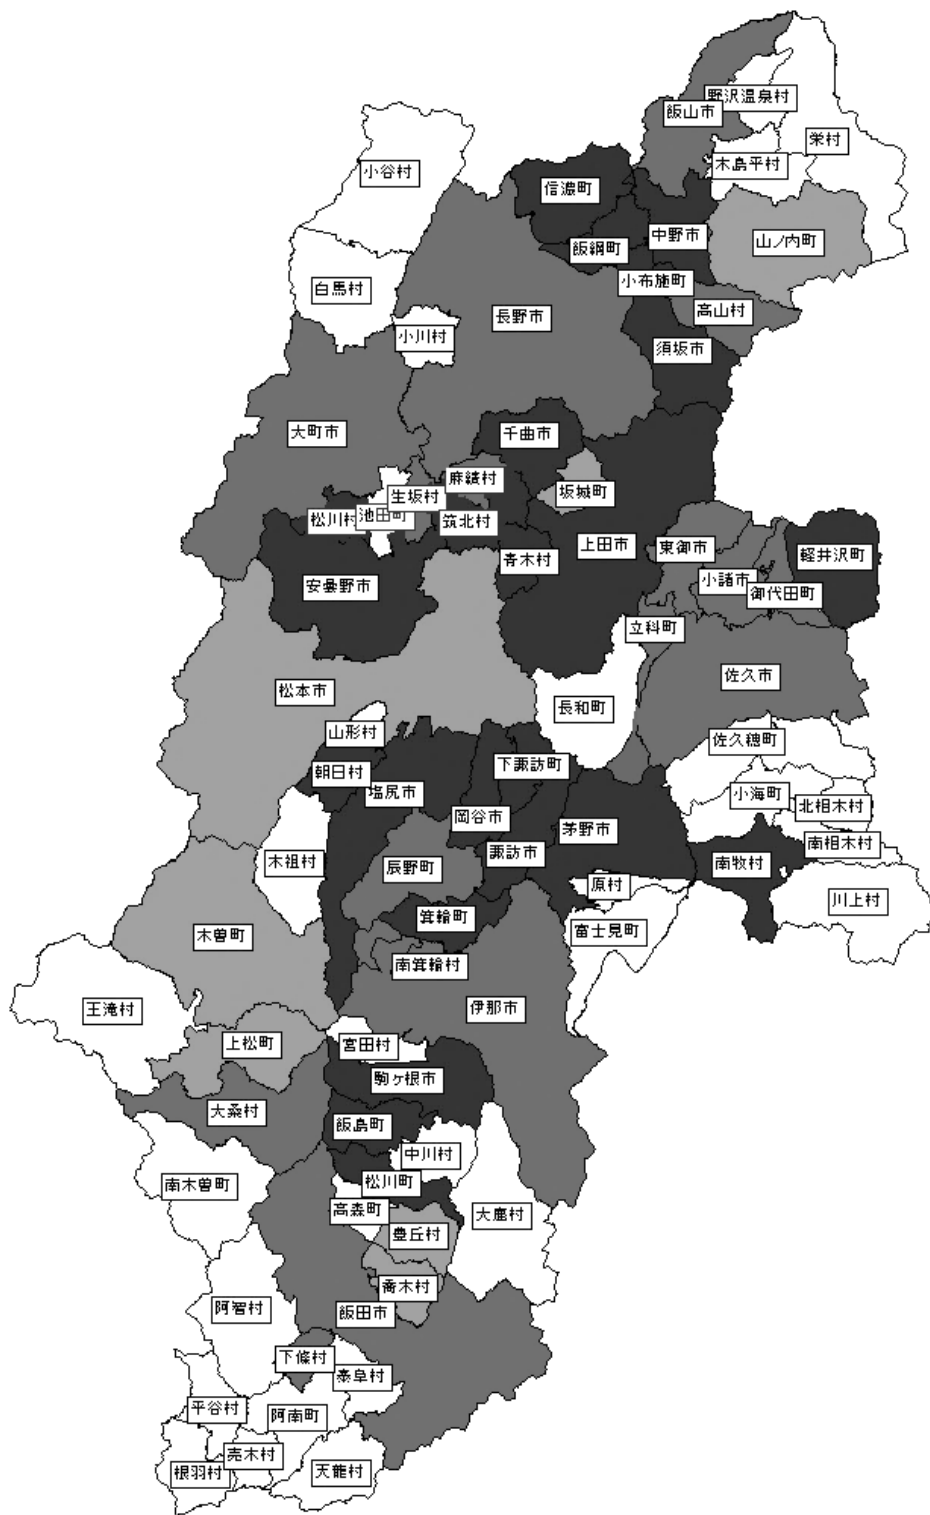 野沢温泉村
飯山市
栄村
木島平村
小谷村
信濃町
中野市
山ノ内町
飯綱町
小布施町
白馬村
高山村
長野市
小川村
須坂市
大町市
千曲市
麻績村
坂城町
生坂村
松川村
池田町
筑北村
上田市
東御市
軽井沢町
青木村
小諸市
安曇野市
御代田町
立科町
佐久市
松本市
長和町
山形村
佐久穂町
下諏訪町
朝日村
塩尻市
小海町
北相木村
岡谷市
茅野市
南相木村
諏訪市
木祖村
辰野町
南牧村
原村
川上村
箕輪町
富士見町
木曽町
南箕輪村
伊那市
王滝村
上松町
宮田村
駒ヶ根市
大桑村
飯島町
中川村
松川町
南木曽町
高森町
大鹿村
豊丘村
喬木村
阿智村
飯田市
下條村
泰阜村
平谷村
阿南町
売木村
根羽村
天龍村